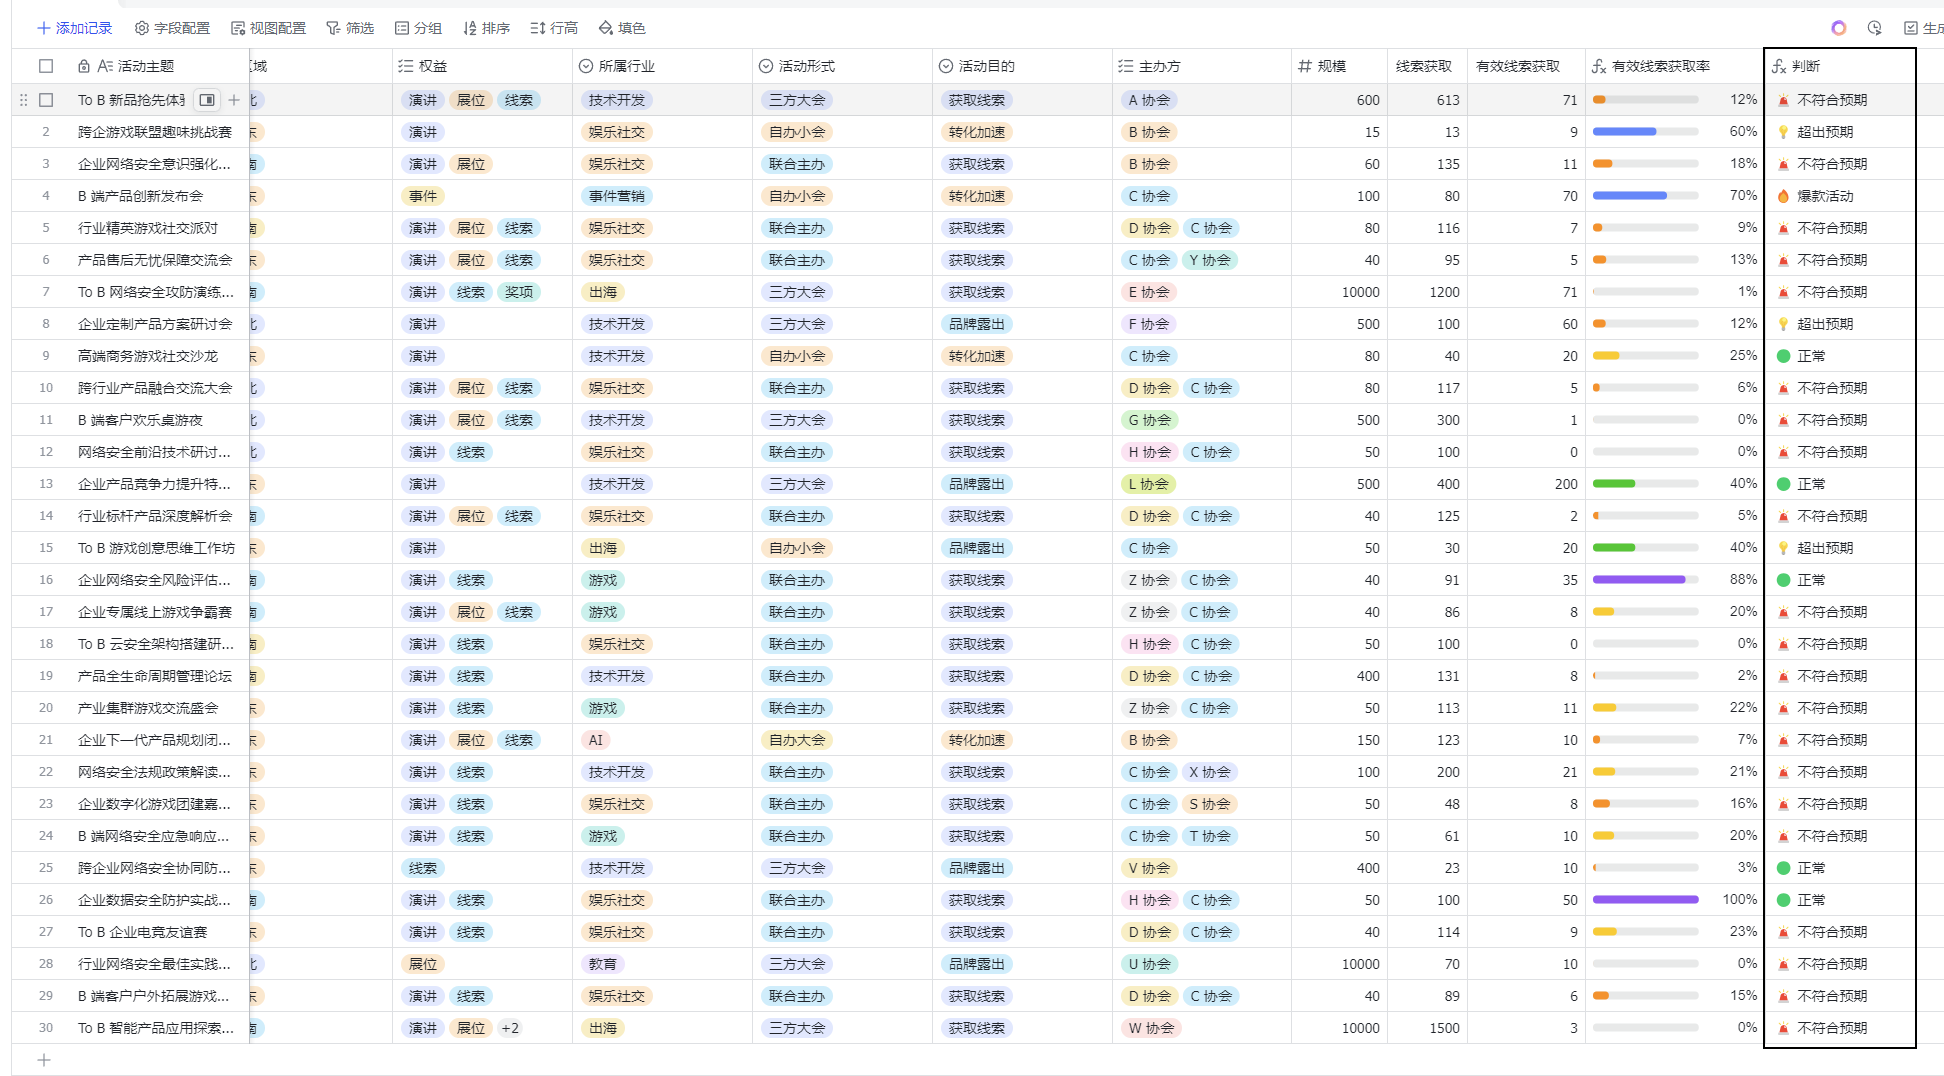 添加记录 字段配置 视图配置 筛选 分组 排序 行高 填色 生成
活动主题 区域 权益 所属行业 活动形式 活动目的 主办方 规模 线索获取 有效线索获取 有效线索获取率 判断
To B 新品抢先体验 北 演讲 展位 线索 技术开发 三方大会 获取线索 A 协会 600 613 71 12% 不符合预期
2 跨企游戏联盟趣味挑战赛 东 演讲 娱乐社交 自办小会 转化加速 B 协会 15 13 9 60% 超出预期
3 企业网络安全意识强化... 南 演讲 展位 娱乐社交 联合主办 获取线索 B 协会 60 135 11 18% 不符合预期
4 B 端产品创新发布会 东 事件 事件营销 自办小会 转化加速 C 协会 100 80 70 70% 爆款活动
5 行业精英游戏社交派对 南 演讲 展位 线索 娱乐社交 联合主办 获取线索 D 协会 C 协会 80 116 7 9% 不符合预期
6 产品售后无忧保障交流会 东 演讲 展位 线索 娱乐社交 联合主办 获取线索 C 协会 Y 协会 40 95 5 13% 不符合预期
7 To B 网络安全攻防演练... 南 演讲 线索 奖项 出海 三方大会 获取线索 E 协会 10000 1200 71 1% 不符合预期
8 企业定制产品方案研讨会 北 演讲 技术开发 三方大会 品牌露出 F 协会 500 100 60 12% 超出预期
9 高端商务游戏社交沙龙 东 演讲 技术开发 自办小会 转化加速 C 协会 80 40 20 25% 正常
10 跨行业产品融合交流大会 北 演讲 展位 线索 娱乐社交 联合主办 获取线索 D 协会 C 协会 80 117 5 6% 不符合预期
11 B 端客户欢乐桌游夜 北 演讲 展位 线索 技术开发 三方大会 获取线索 G 协会 500 300 1 0% 不符合预期
12 网络安全前沿技术研讨... 北 演讲 线索 娱乐社交 联合主办 获取线索 H 协会 C 协会 50 100 0 0% 不符合预期
13 企业产品竞争力提升特... 东 演讲 技术开发 三方大会 品牌露出 L 协会 500 400 200 40% 正常
14 行业标杆产品深度解析会 南 演讲 展位 线索 娱乐社交 联合主办 获取线索 D 协会 C 协会 40 125 2 5% 不符合预期
15 To B 游戏创意思维工作坊 东 演讲 出海 自办小会 品牌露出 C 协会 50 30 20 40% 超出预期
16 企业网络安全风险评估... 南 演讲 线索 游戏 联合主办 获取线索 Z 协会 C 协会 40 91 35 88% 正常
17 企业专属线上游戏争霸赛 南 演讲 展位 线索 游戏 联合主办 获取线索 Z 协会 C 协会 40 86 8 20% 不符合预期
18 To B 云安全架构搭建研... 南 演讲 线索 娱乐社交 联合主办 获取线索 H 协会 C 协会 50 100 0 0% 不符合预期
19 产品全生命周期管理论坛 南 演讲 线索 技术开发 联合主办 获取线索 D 协会 C 协会 400 131 8 2% 不符合预期
20 产业集群游戏交流盛会 东 演讲 线索 游戏 联合主办 获取线索 Z 协会 C 协会 50 113 11 22% 不符合预期
21 企业下一代产品规划闭... 东 演讲 展位 线索 AI 自办大会 转化加速 B 协会 150 123 10 7% 不符合预期
22 网络安全法规政策解读... 东 演讲 线索 技术开发 联合主办 获取线索 C 协会 X 协会 100 200 21 21% 不符合预期
23 企业数字化游戏团建嘉... 东 演讲 线索 娱乐社交 联合主办 获取线索 C 协会 S 协会 50 48 8 16% 不符合预期
24 B 端网络安全应急响应... 东 演讲 线索 游戏 联合主办 获取线索 C 协会 T 协会 50 61 10 20% 不符合预期
25 跨企业网络安全协同防... 东 线索 技术开发 三方大会 品牌露出 V 协会 400 23 10 3% 正常
26 企业数据安全防护实战... 南 演讲 线索 娱乐社交 联合主办 获取线索 H 协会 C 协会 50 100 50 100% 正常
27 To B 企业电竞友谊赛 东 演讲 线索 娱乐社交 联合主办 获取线索 D 协会 C 协会 40 114 9 23% 不符合预期
28 行业网络安全最佳实践... 北 展位 教育 三方大会 品牌露出 U 协会 10000 70 10 0% 不符合预期
29 B 端客户户外拓展游戏... 东 演讲 线索 娱乐社交 联合主办 获取线索 D 协会 C 协会 40 89 6 15% 不符合预期
30 To B 智能产品应用探索... 南 演讲 展位 +2 出海 三方大会 获取线索 W 协会 10000 1500 3 0% 不符合预期